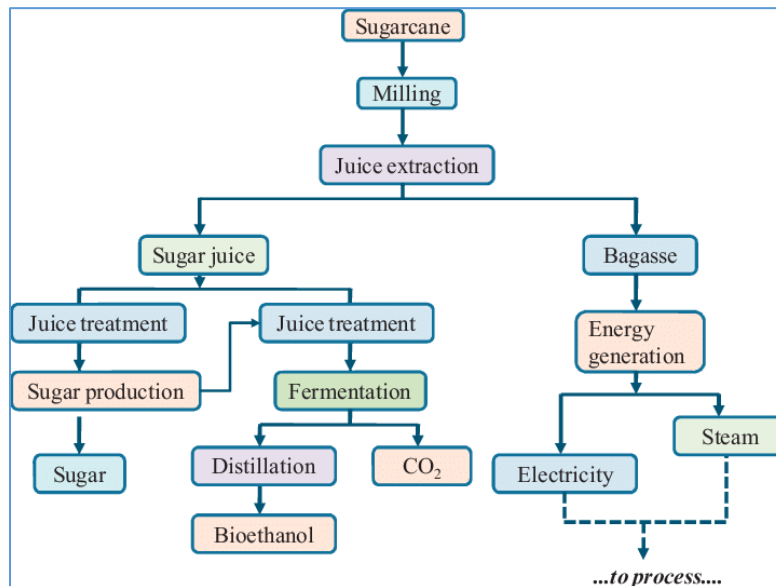 Sugarcane
Milling
Juice extraction
Sugar juice
Bagasse
Juice treatment
Juice treatment
Energy
generation
Sugar production
Fermentation
Steam
Sugar
Distillation
CO₂
Electricity
Bioethanol
...to process....